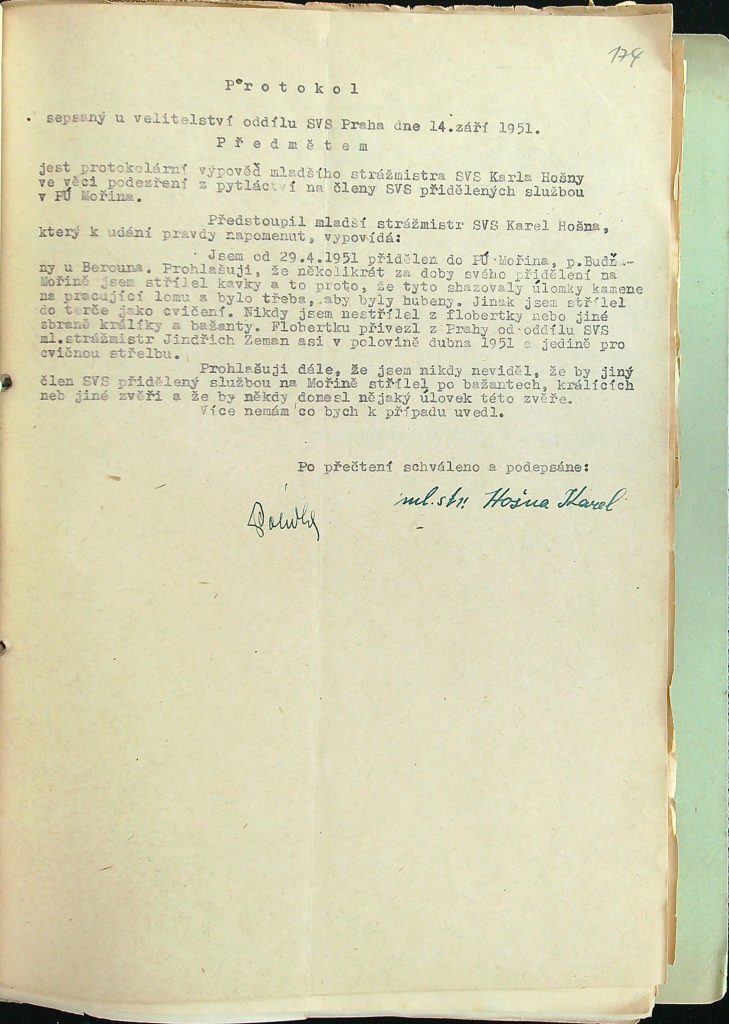 174
P r o t o k o l
sepsaný u velitelství oddílu SVS Praha dne 14.září 1951.
P ř e d m ě t e m
jest protokolární výpověď mladšího strážmistra SVS Karla Hošny
ve věci podezření z pytláctví na členy SVS přidělených službou
v PÚ Mořina.
Předstoupil mladší strážmistr SVS Karel Hošna,
který k udání pravdy napomenut, vypovídá:
Jsem od 29.4.1951 přidělen do PÚ Mořina, p.Budň-
ny u Berouna. Prohlašuji, že několikrát za doby svého přidělení na
Mořině jsem střílel kavky a to proto, že tyto shazovaly úlomky kamene
na pracující lomu a bylo třeba, aby byly hubeny. Jinak jsem střílel
do terče jako cvičení. Nikdy jsem nestřílel z flobertky nebo jiné
zbraně králíky a bažanty. Flobertku přivezl z Prahy od oddílu SVS
ml.strážmistr Jindřich Zeman asi v polovině dubna 1951 a jedině pro
cvičnou střelbu.
Prohlašuji dále, že jsem nikdy neviděl, že by jiný
člen SVS přidělený službou na Mořině střílel po bažantech, králících
neb jiné zvěři a že by někdy donesl nějaký úlovek této zvěře.
Více nemám co bych k případu uvedl.
Po přečtení schváleno a podepsáne:
ml.str. Hošna Karel